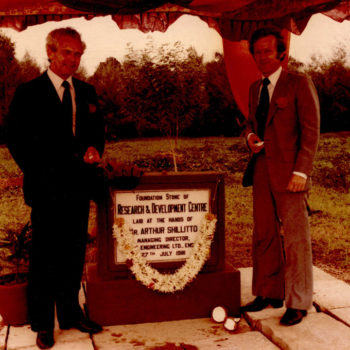 FOUNDATION STONE OF
RESEARCH & DEVELOPMENT CENTRE
LAID AT THE HANDS
OF
ARTHUR SHILLITTO
MANAGING DIRECTOR,
ENGINEERING LTD.,
27TH JULY 1981